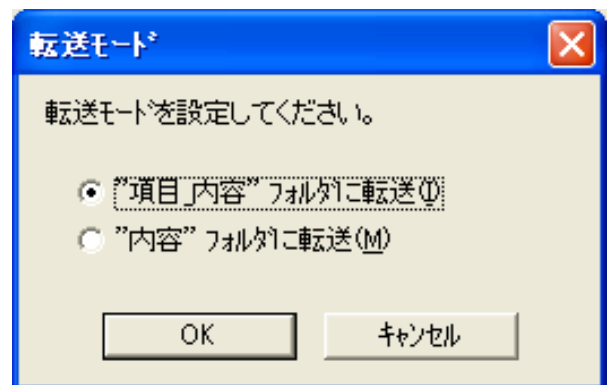 転送ﾓｰﾄﾞ
転送ﾓｰﾄﾞを設定してください。
"項目_内容" ﾌｫﾙﾀﾞに転送(I)
"内容" ﾌｫﾙﾀﾞに転送(M)
OK
ｷｬﾝｾﾙ